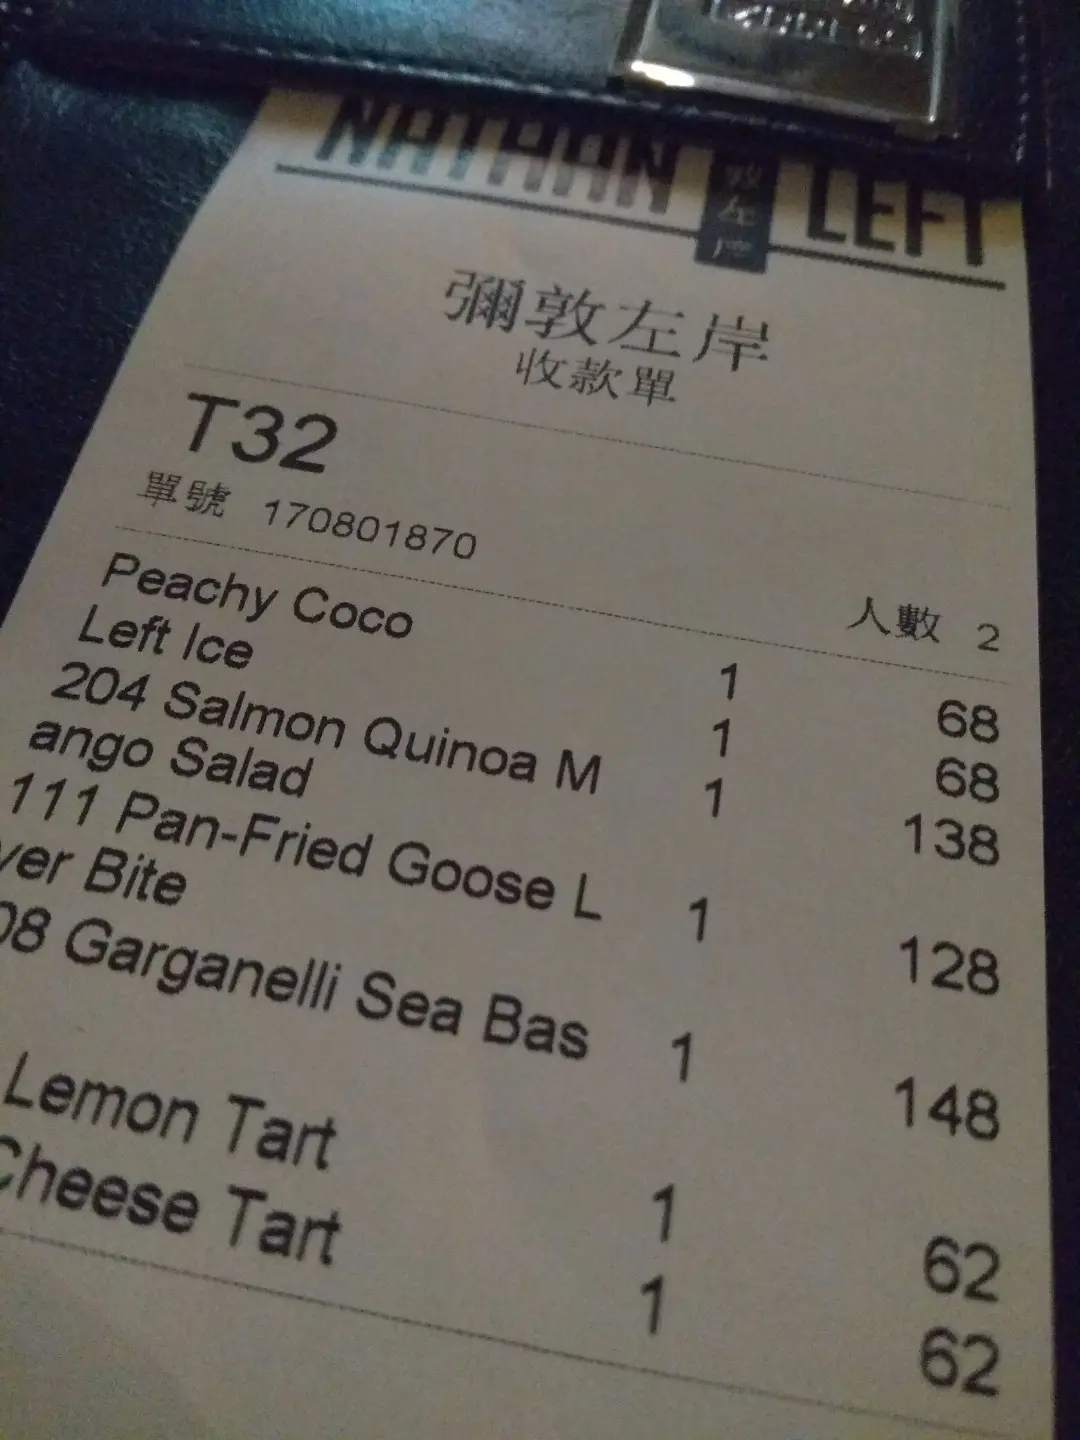 NATHAN 敦左岸 LEFT
彌敦左岸
收款單
T32
單號 170801870 人數 2
Peachy Coco 1 68
Left Ice 1 68
204 Salmon Quinoa M 1 138
ango Salad
111 Pan-Fried Goose L 1 128
ver Bite
08 Garganelli Sea Bas 1 148
Lemon Tart 1 62
Cheese Tart 1 62